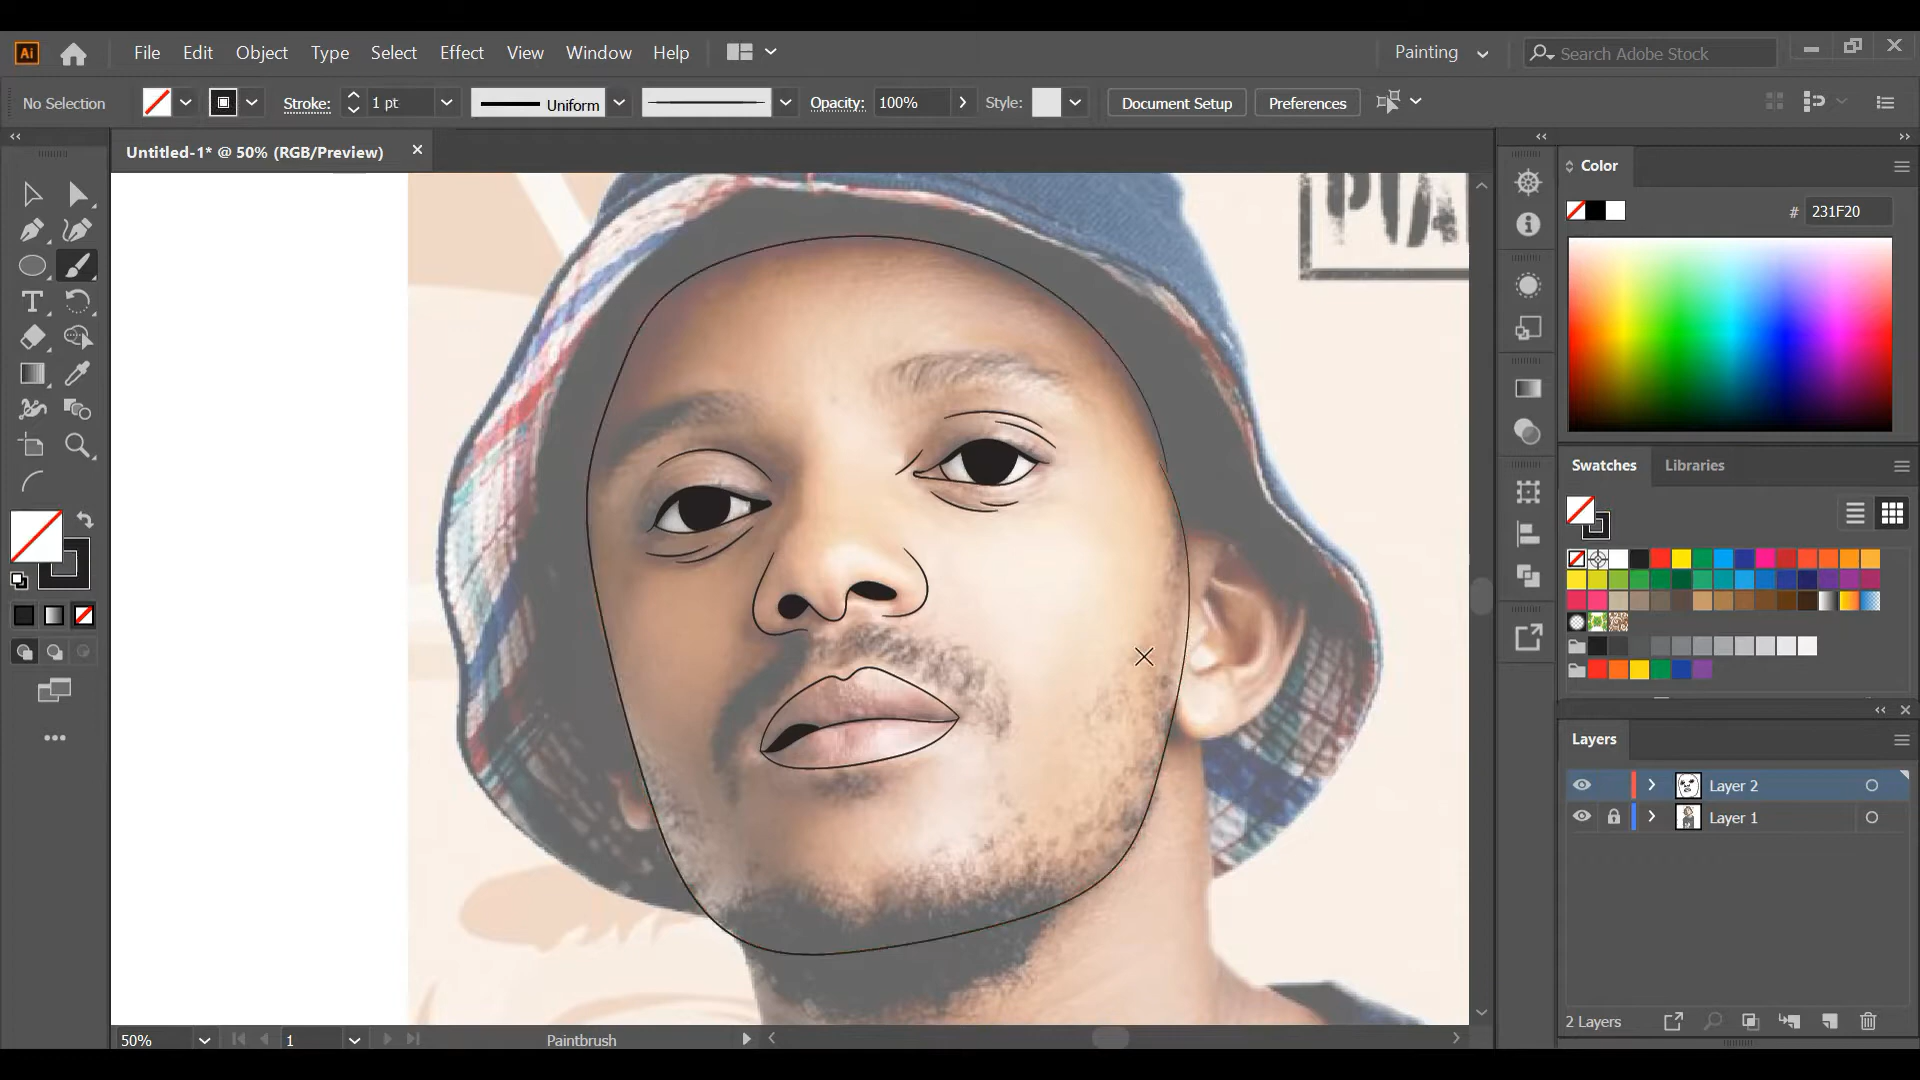 Ai
File Edit Object Type Select Effect View Window Help
Painting
Search Adobe Stock
No Selection
Stroke:
1 pt
Uniform
Opacity:
100%
Style:
Document Setup
Preferences
Untitled-1* @ 50% (RGB/Preview)
Color
# 231F20
Swatches
Libraries
Layers
Layer 2
Layer 1
2 Layers
50%
1
Paintbrush